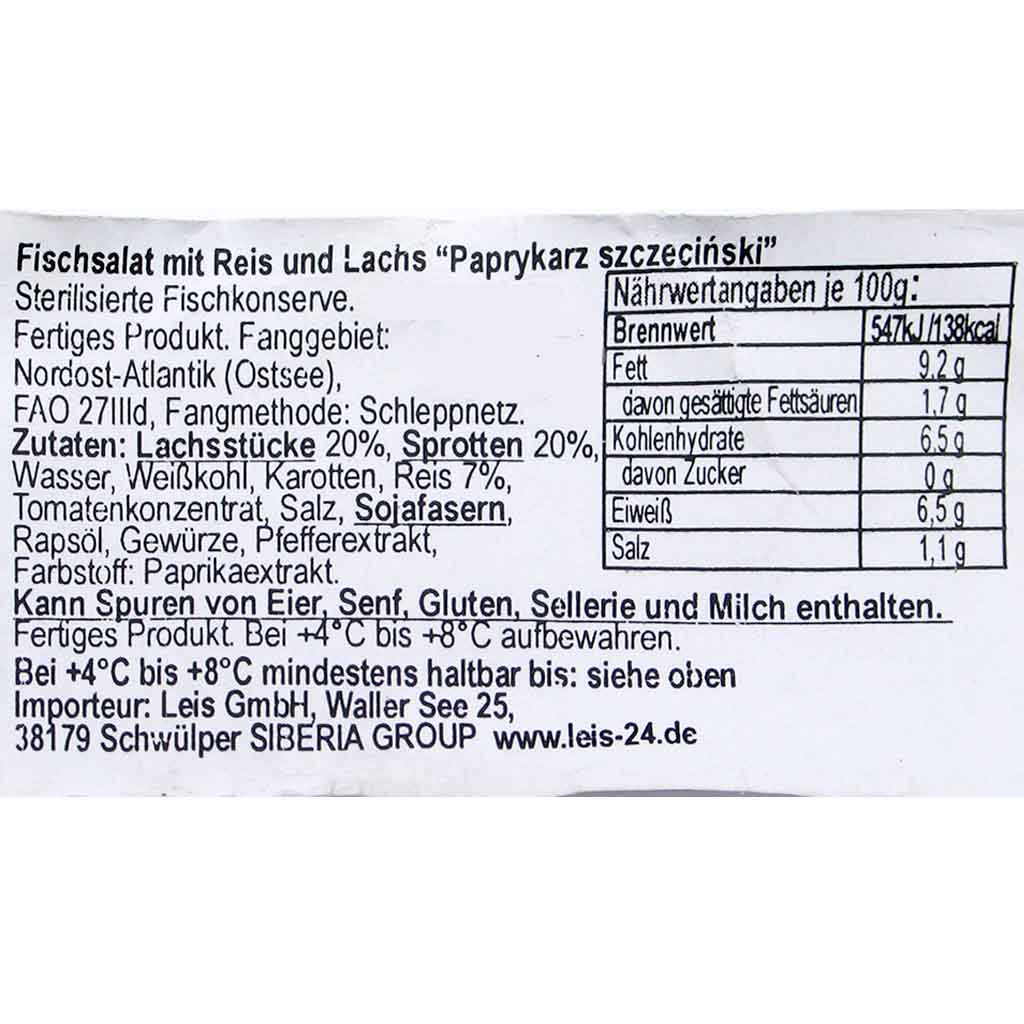 Fischsalat mit Reis und Lachs “Paprykarz szczeciński”
Sterilisierte Fischkonserve.
Fertiges Produkt. Fanggebiet:
Nordost-Atlantik (Ostsee),
FAO 27IIId, Fangmethode: Schleppnetz.
Zutaten: Lachsstücke 20%, Sprotten 20%,
Wasser, Weißkohl, Karotten, Reis 7%,
Tomatenkonzentrat, Salz, Sojafasern,
Rapsöl, Gewürze, Pfefferextrakt,
Farbstoff: Paprikaextrakt.
Nährwertangaben je 100g:
Brennwert 547kJ/138kcal
Fett 9,2 g
davon gesättigte Fettsäuren 1,7 g
Kohlenhydrate 6,5 g
davon Zucker 0 g
Eiweiß 6,5 g
Salz 1,1 g
Kann Spuren von Eier, Senf, Gluten, Sellerie und Milch enthalten.
Fertiges Produkt. Bei +4°C bis +8°C aufbewahren.
Bei +4°C bis +8°C mindestens haltbar bis: siehe oben
Importeur: Leis GmbH, Waller See 25,
38179 Schwülper SIBERIA GROUP www.leis-24.de